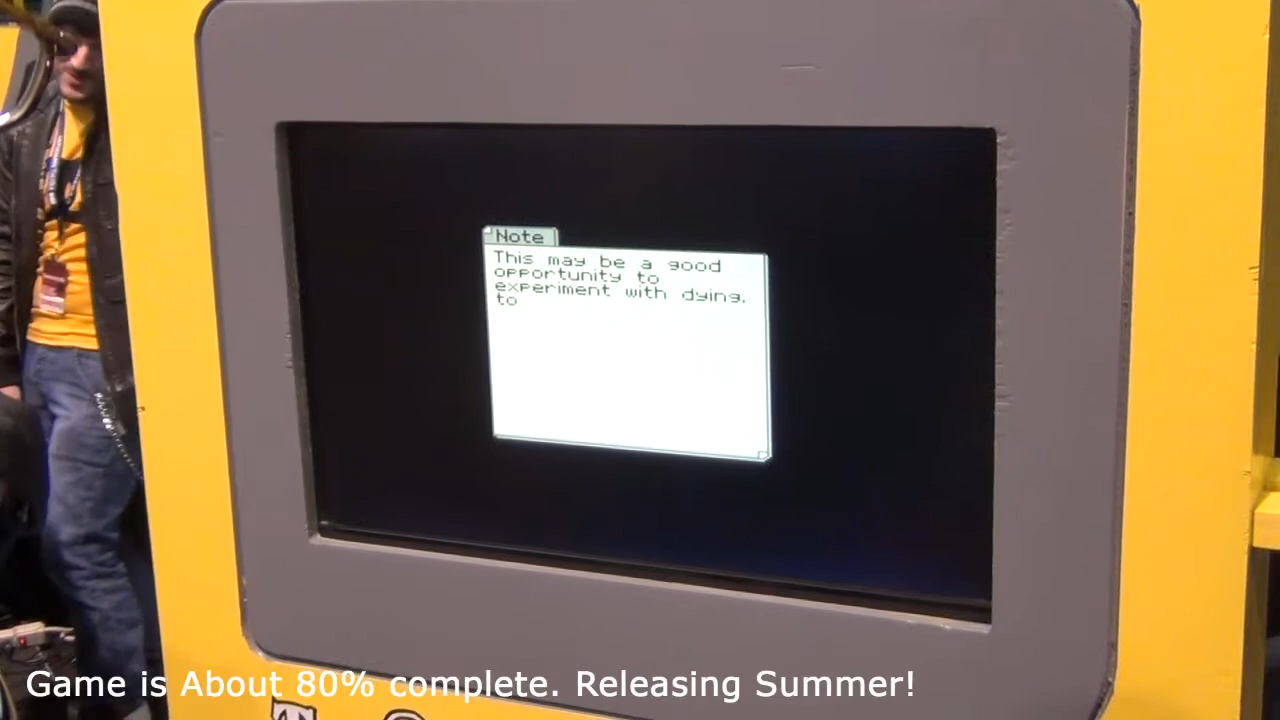 Note
This may be a good
opportunity to
experiment with dying.
to
Game is About 80% complete. Releasing Summer!